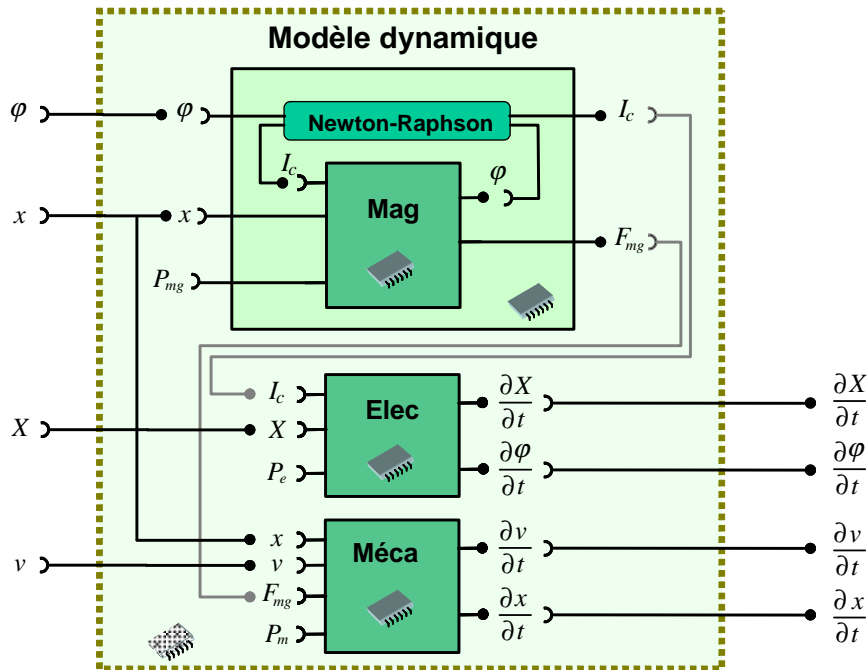 Modèle dynamique
φ φ Newton-Raphson I_c
I_c φ
x x Mag
F_mg
P_mg
I_c Elec ∂X/∂t ∂X/∂t
X X
P_e ∂φ/∂t ∂φ/∂t
x Méca ∂v/∂t ∂v/∂t
v v
F_mg ∂x/∂t ∂x/∂t
P_m